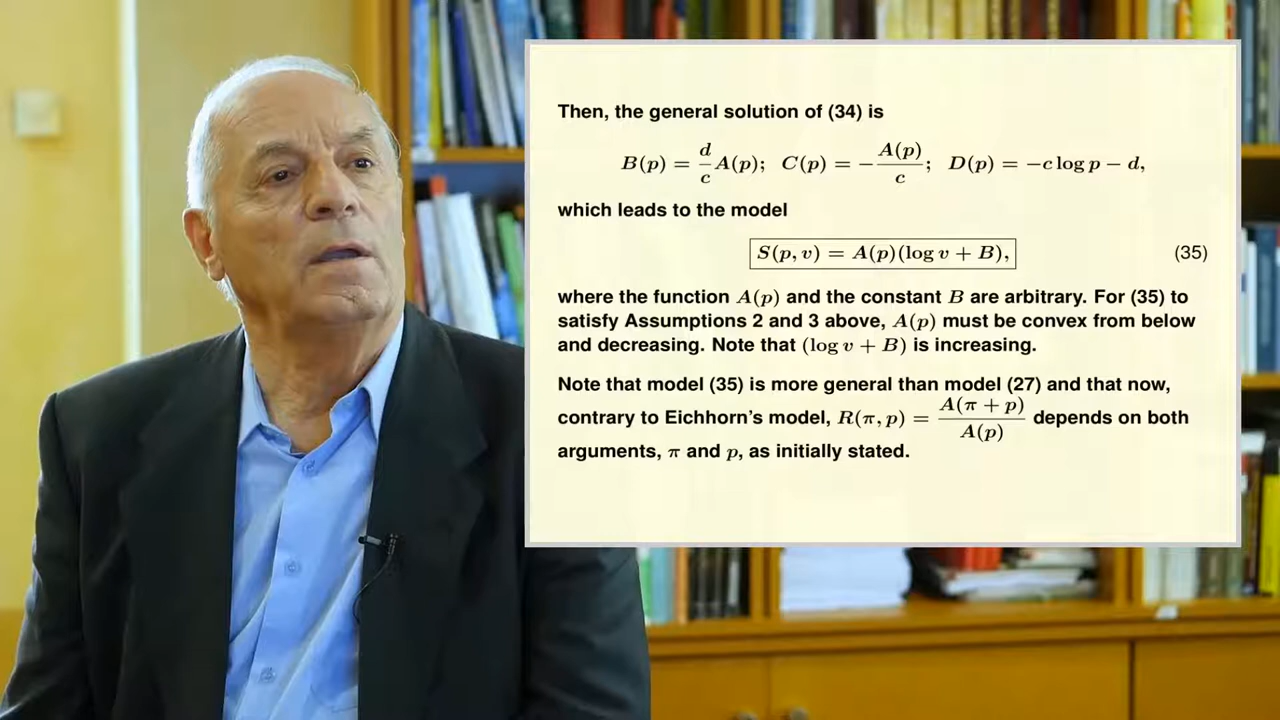 Then, the general solution of (34) is
B(p) = d/c A(p); C(p) = −A(p)/c; D(p) = −c log p − d,
which leads to the model
S(p, v) = A(p)(log v + B), (35)
where the function A(p) and the constant B are arbitrary. For (35) to
satisfy Assumptions 2 and 3 above, A(p) must be convex from below
and decreasing. Note that (log v + B) is increasing.
Note that model (35) is more general than model (27) and that now,
contrary to Eichhorn's model, R(π, p) = A(π + p)/A(p) depends on both
arguments, π and p, as initially stated.